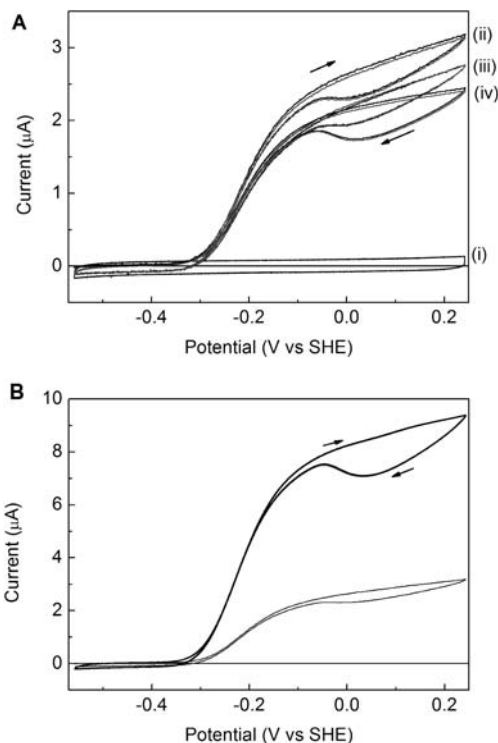 A
3
(ii)
(iii)
(iv)
2
1
0
(i)
Current (µA)
-0.4 -0.2 0.0 0.2
Potential (V vs SHE)
B
10
8
6
4
2
0
Current (µA)
-0.4 -0.2 0.0 0.2
Potential (V vs SHE)